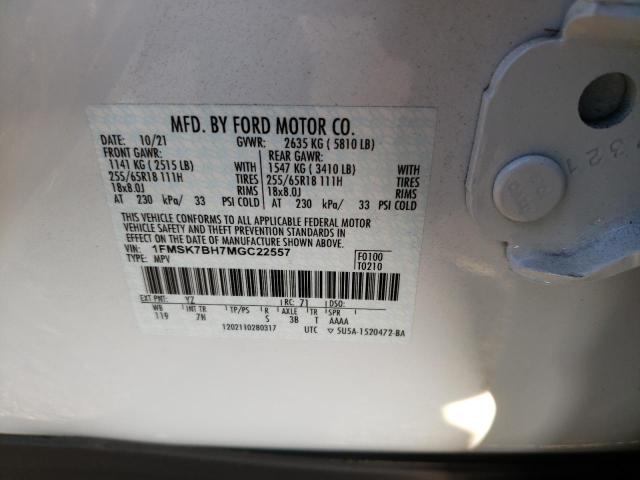 MFD. BY FORD MOTOR CO.
DATE: 10/21 GVWR: 2635 KG ( 5810 LB)
FRONT GAWR: REAR GAWR:
1141 KG ( 2515 LB) WITH 1547 KG ( 3410 LB) WITH
255/65R18 111H TIRES 255/65R18 111H TIRES
18x8.0J RIMS 18x8.0J RIMS
AT 230 kPa/ 33 PSI COLD AT 230 kPa/ 33 PSI COLD
THIS VEHICLE CONFORMS TO ALL APPLICABLE FEDERAL MOTOR
VEHICLE SAFETY AND THEFT PREVENTION STANDARDS IN
EFFECT ON THE DATE OF MANUFACTURE SHOWN ABOVE.
VIN: 1FMSK7BH7MGC22557 F0100
TYPE: MPV T0210
EXT PNT: YZ RC: 71 DSO:
WB INT TR TP/PS R AXLE TR SPR
119 7N S 3B T AAAA
1202110280317 UTC ▽ 5U5A-1520472-BA
321